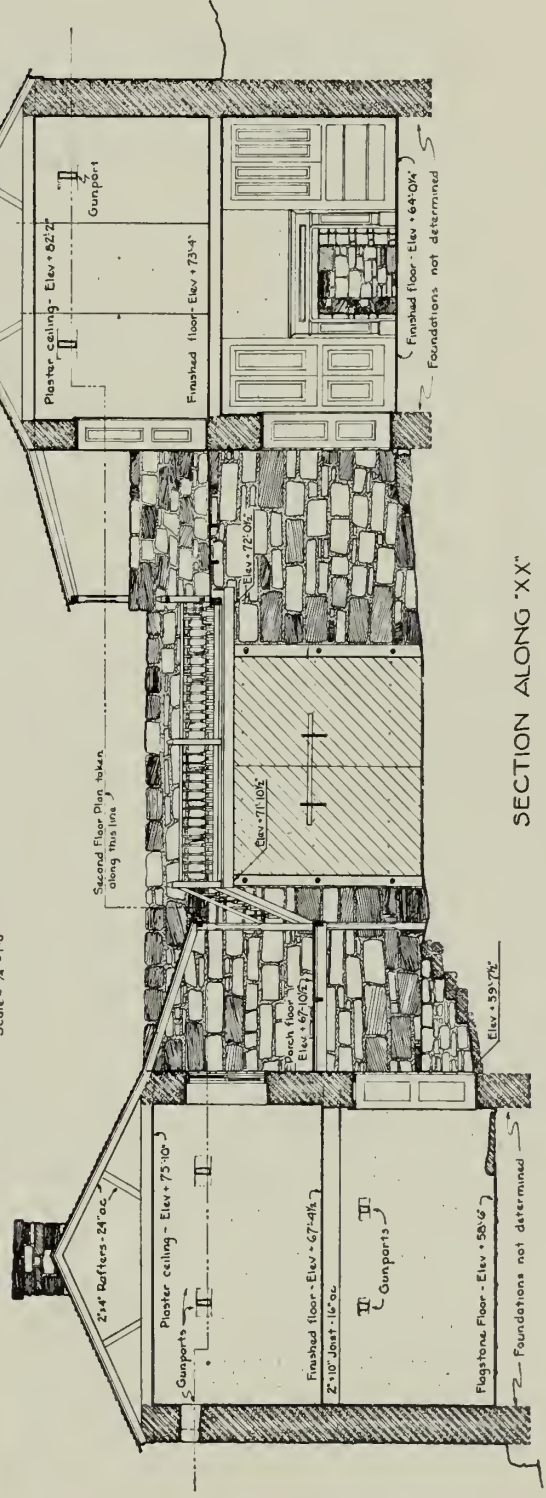 Second Floor Plan taken
along this line
2"x4" Rafters - 24" o.c.
Plaster ceiling - Elev + 75'-10"
Gunports
Finished floor - Elev + 67'-4½"
2"x10" Joist - 16" oc
Gunports
Flagstone Floor - Elev + 58'-6"
Foundations not determined
Porch floor
Elev + 67'-10½"
Elev + 59'-7½"
Elev + 71'-10½"
Elev + 72'-0½"
Plaster ceiling - Elev + 82'-2"
Gunport
Finished floor - Elev + 73'-4"
Finished floor - Elev + 64'-0¼"
Foundations not determined
SECTION ALONG "XX"